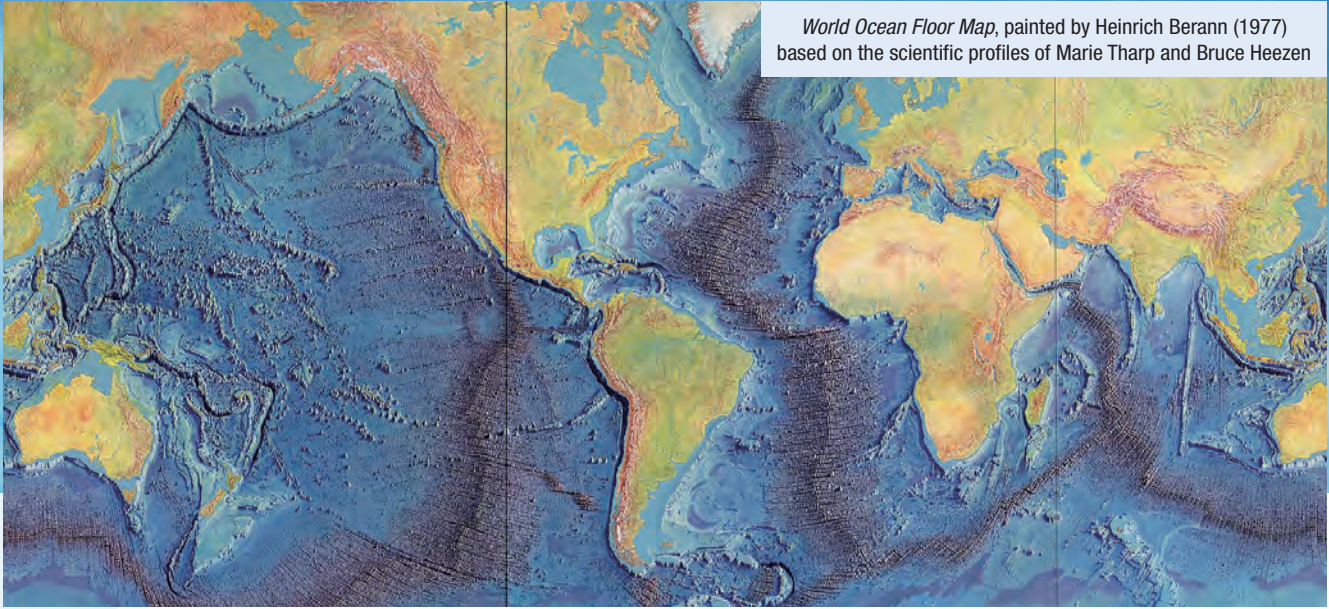 World Ocean Floor Map, painted by Heinrich Berann (1977)
based on the scientific profiles of Marie Tharp and Bruce Heezen